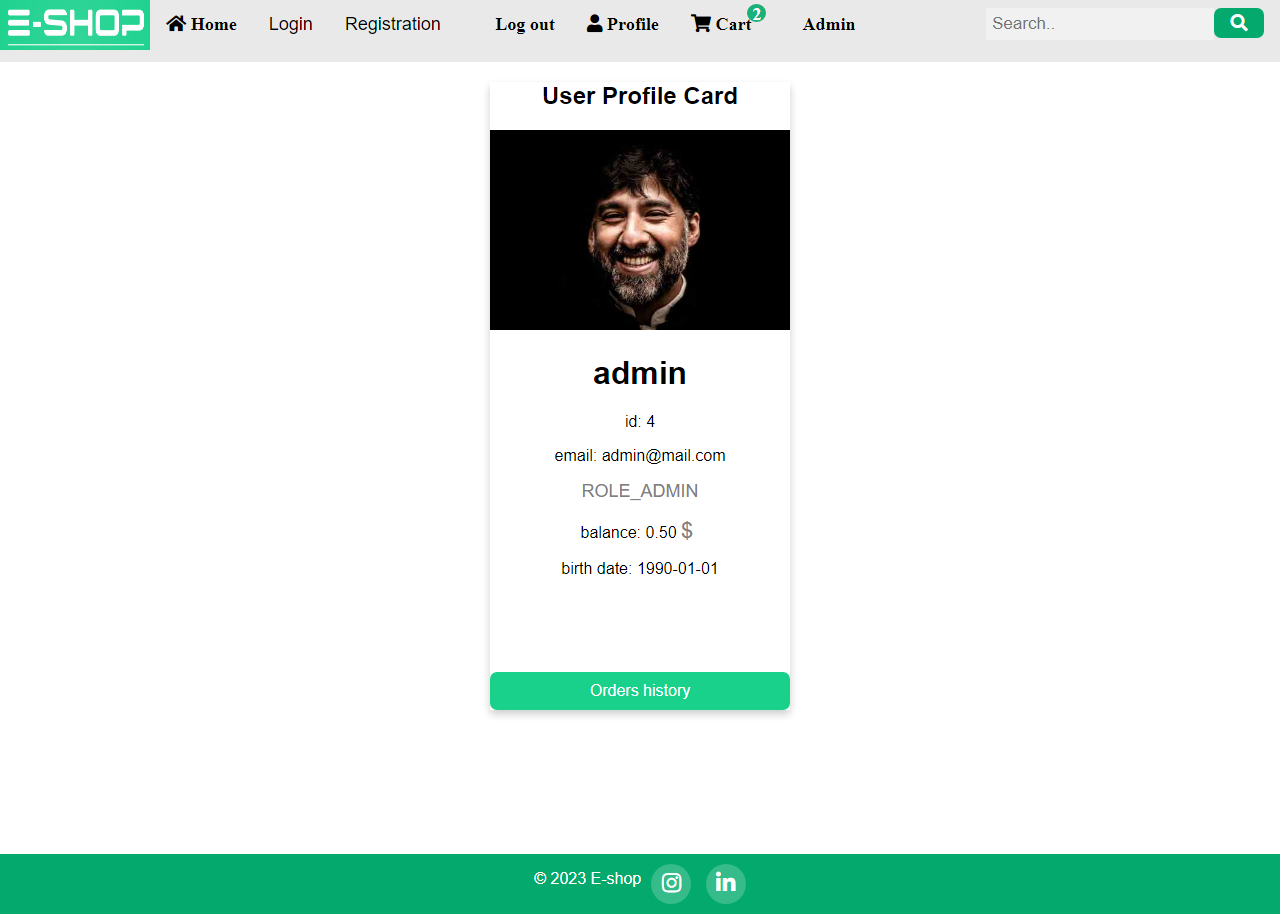 E-SHOP Home Login Registration Log out Profile Cart 2 Admin Search..
User Profile Card
admin
id: 4
email: admin@mail.com
ROLE_ADMIN
balance: 0.50 $
birth date: 1990-01-01
Orders history
© 2023 E-shop